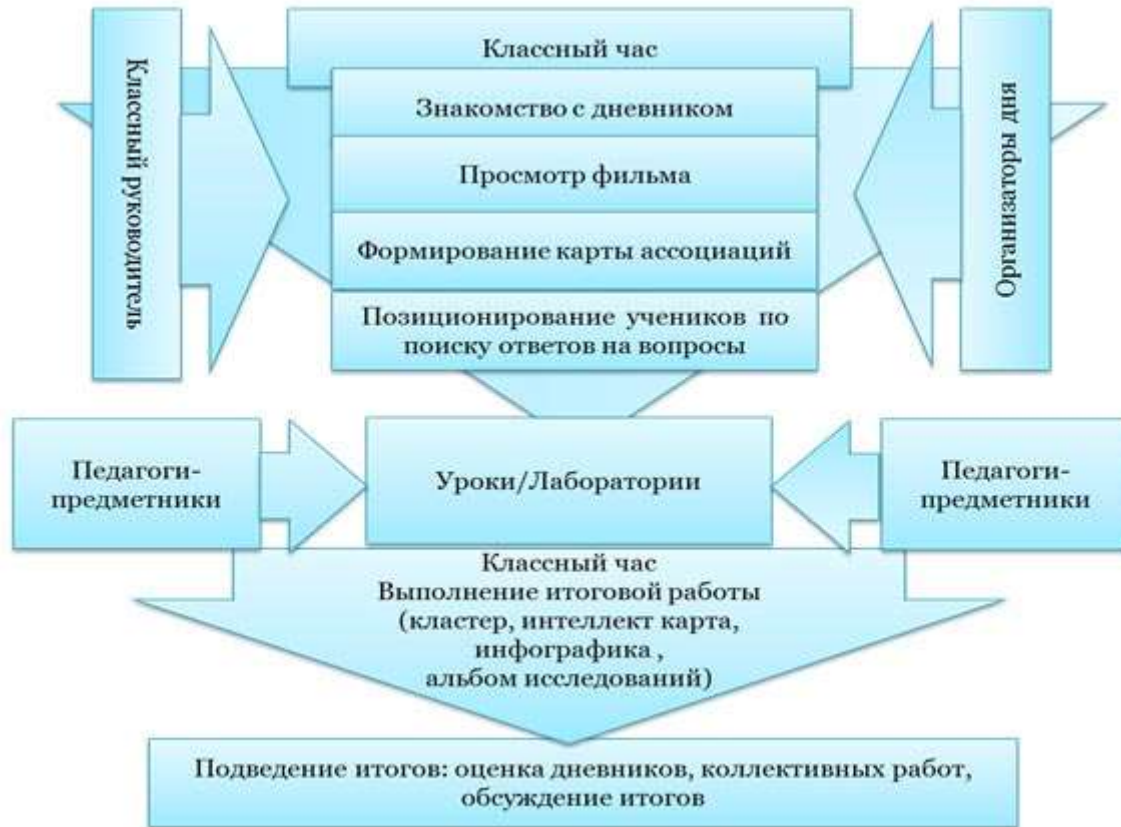 Классный час
Классный руководитель
Организаторы дня
Знакомство с дневником
Просмотр фильма
Формирование карты ассоциаций
Позиционирование учеников по
поиску ответов на вопросы
Педагоги-
предметники
Уроки/Лаборатории
Педагоги-
предметники
Классный час
Выполнение итоговой работы
(кластер, интеллект карта,
инфографика ,
альбом исследований)
Подведение итогов: оценка дневников, коллективных работ,
обсуждение итогов